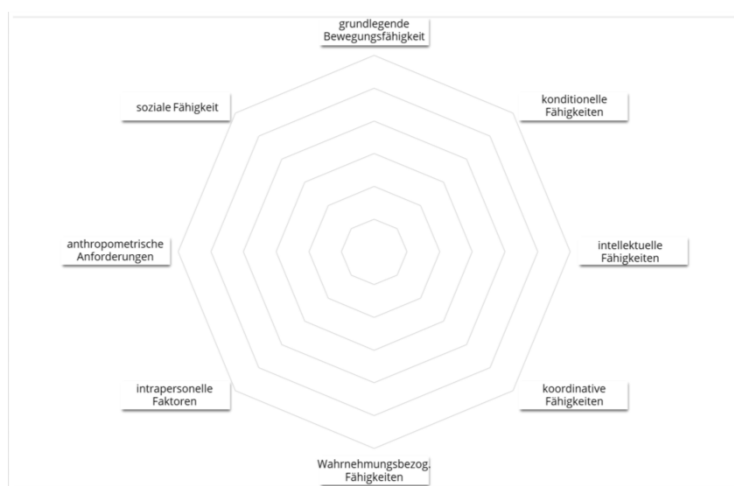 grundlegende
Bewegungsfähigkeit
soziale Fähigkeit
konditionelle
Fähigkeiten
anthropometrische
Anforderungen
intellektuelle
Fähigkeiten
intrapersonelle
Faktoren
koordinative
Fähigkeiten
Wahrnehmungsbezog.
Fähigkeiten